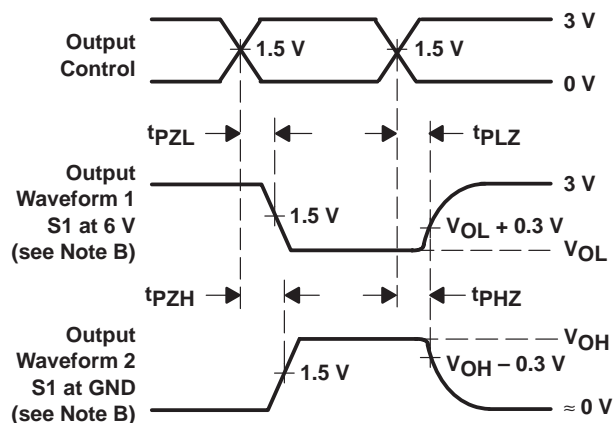 3 V
Output
Control
1.5 V
1.5 V
0 V
tPZL
tPLZ
Output
Waveform 1
S1 at 6 V
(see Note B)
3 V
1.5 V
VOL + 0.3 V
VOL
tPZH
tPHZ
Output
Waveform 2
S1 at GND
(see Note B)
VOH
1.5 V
VOH – 0.3 V
≈ 0 V